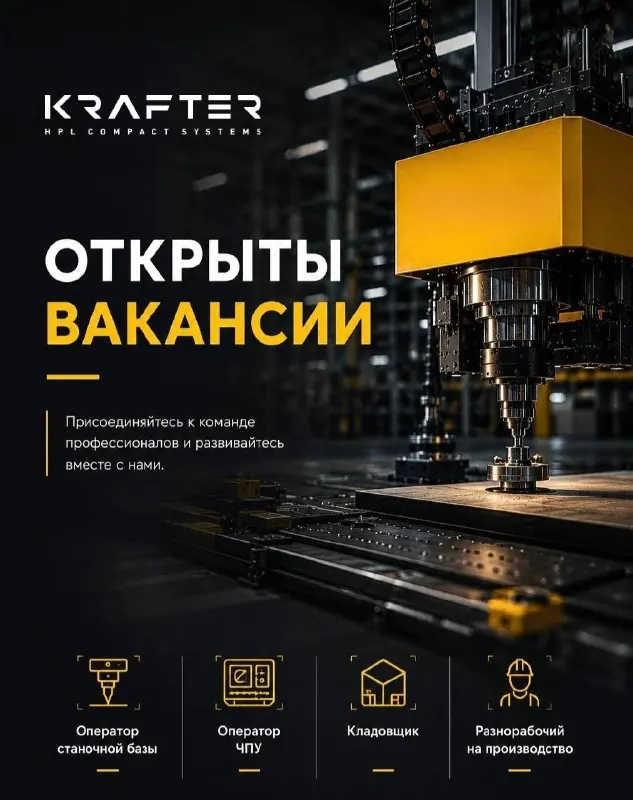 KRAFTER
HPL COMPACT SYSTEMS
ОТКРЫТЫ
ВАКАНСИИ
Присоединяйтесь к команде
профессионалов и развивайтесь
вместе с нами.
Оператор
станочной базы
Оператор
ЧПУ
Кладовщик
Разнорабочий
на производство